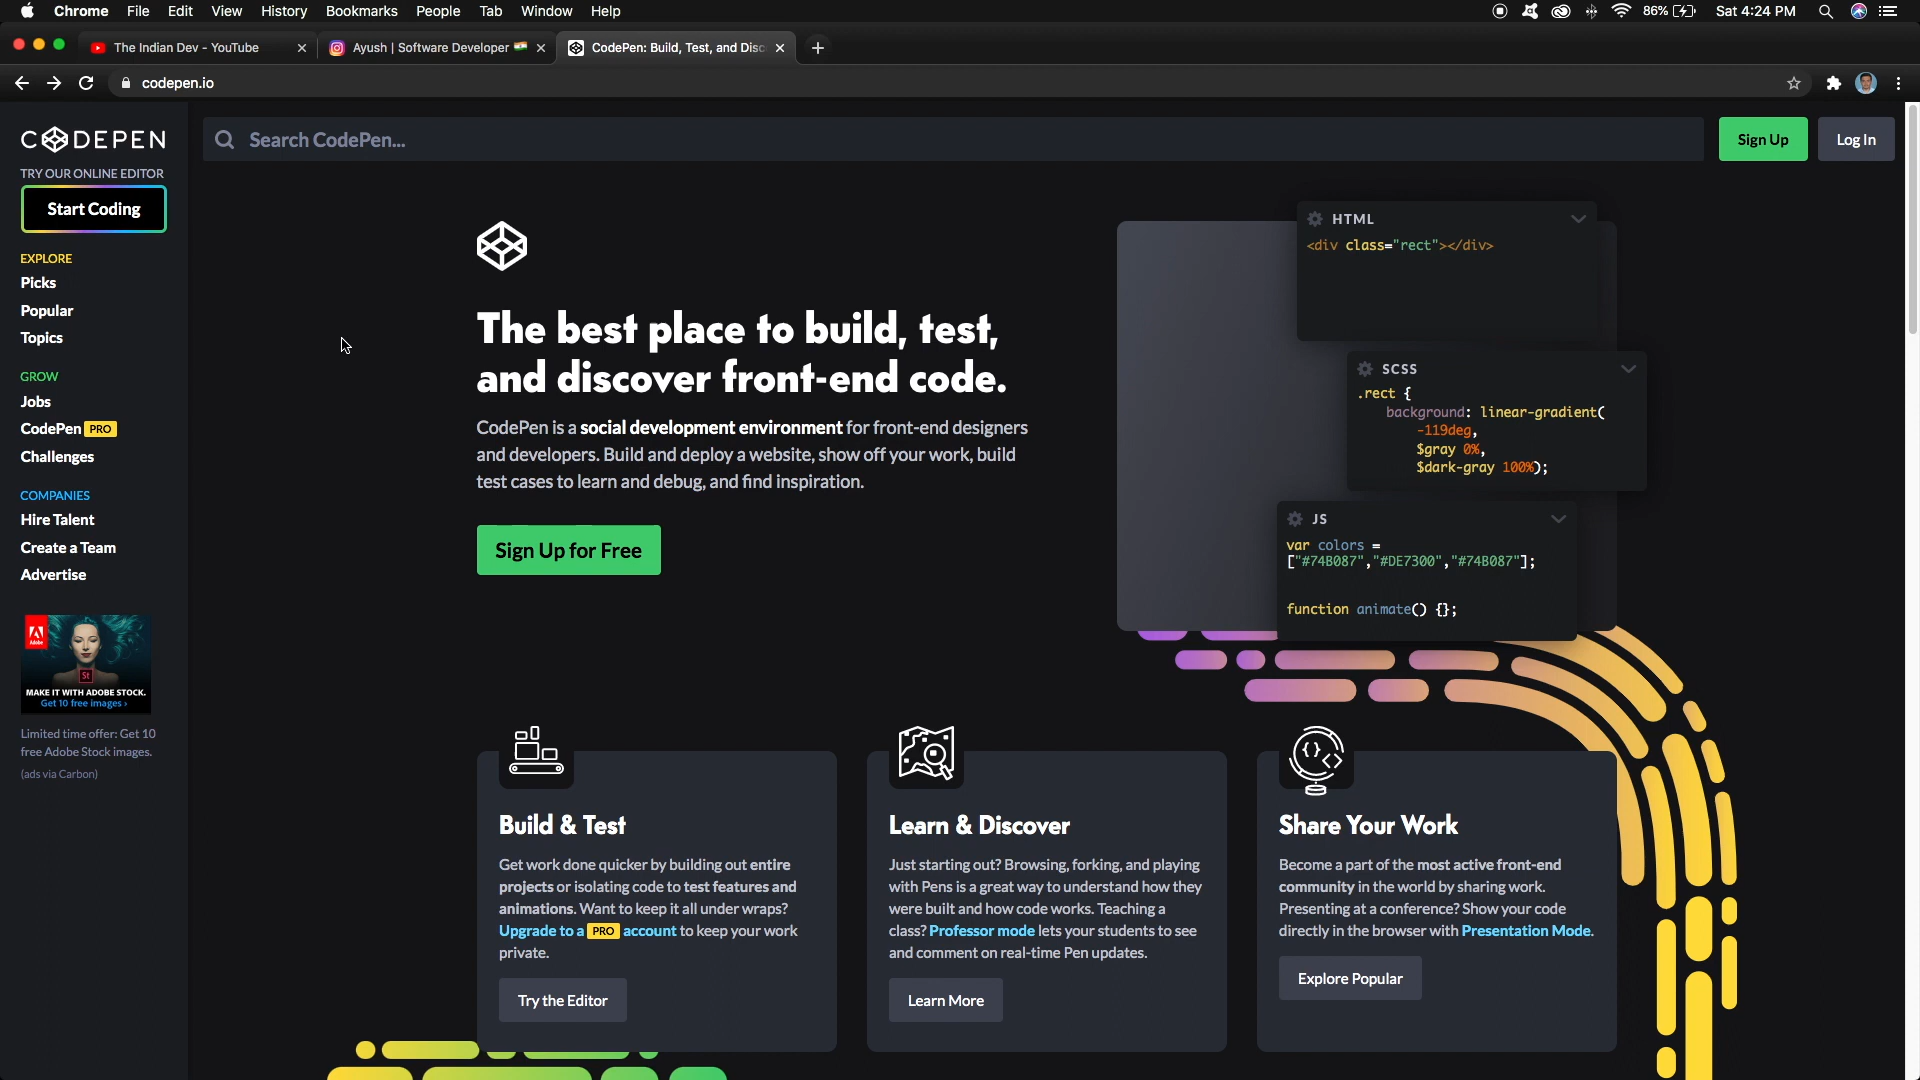 Chrome File Edit View History Bookmarks People Tab Window Help 86% Sat 4:24 PM
The Indian Dev - YouTube
Ayush | Software Developer
CodePen: Build, Test, and Disc
codepen.io
CODEPEN
TRY OUR ONLINE EDITOR
Start Coding
EXPLORE
Picks
Popular
Topics
GROW
Jobs
CodePen PRO
Challenges
COMPANIES
Hire Talent
Create a Team
Advertise
Adobe
St
MAKE IT WITH ADOBE STOCK.
Get 10 free images ›
Limited time offer: Get 10
free Adobe Stock images.
(ads via Carbon)
Search CodePen...
Sign Up
Log In
The best place to build, test,
and discover front-end code.
CodePen is a social development environment for front-end designers
and developers. Build and deploy a website, show off your work, build
test cases to learn and debug, and find inspiration.
Sign Up for Free
HTML
<div class="rect"></div>
SCSS
.rect {
background: linear-gradient(
-119deg,
$gray 0%,
$dark-gray 100%);
JS
var colors =
["#74B087","#DE7300","#74B087"];
function animate() {};
Build & Test
Get work done quicker by building out entire
projects or isolating code to test features and
animations. Want to keep it all under wraps?
Upgrade to a PRO account to keep your work
private.
Try the Editor
Learn & Discover
Just starting out? Browsing, forking, and playing
with Pens is a great way to understand how they
were built and how code works. Teaching a
class? Professor mode lets your students to see
and comment on real-time Pen updates.
Learn More
Share Your Work
Become a part of the most active front-end
community in the world by sharing work.
Presenting at a conference? Show your code
directly in the browser with Presentation Mode.
Explore Popular